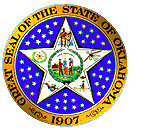 GREAT SEAL OF THE STATE OF OKLAHOMA
1907